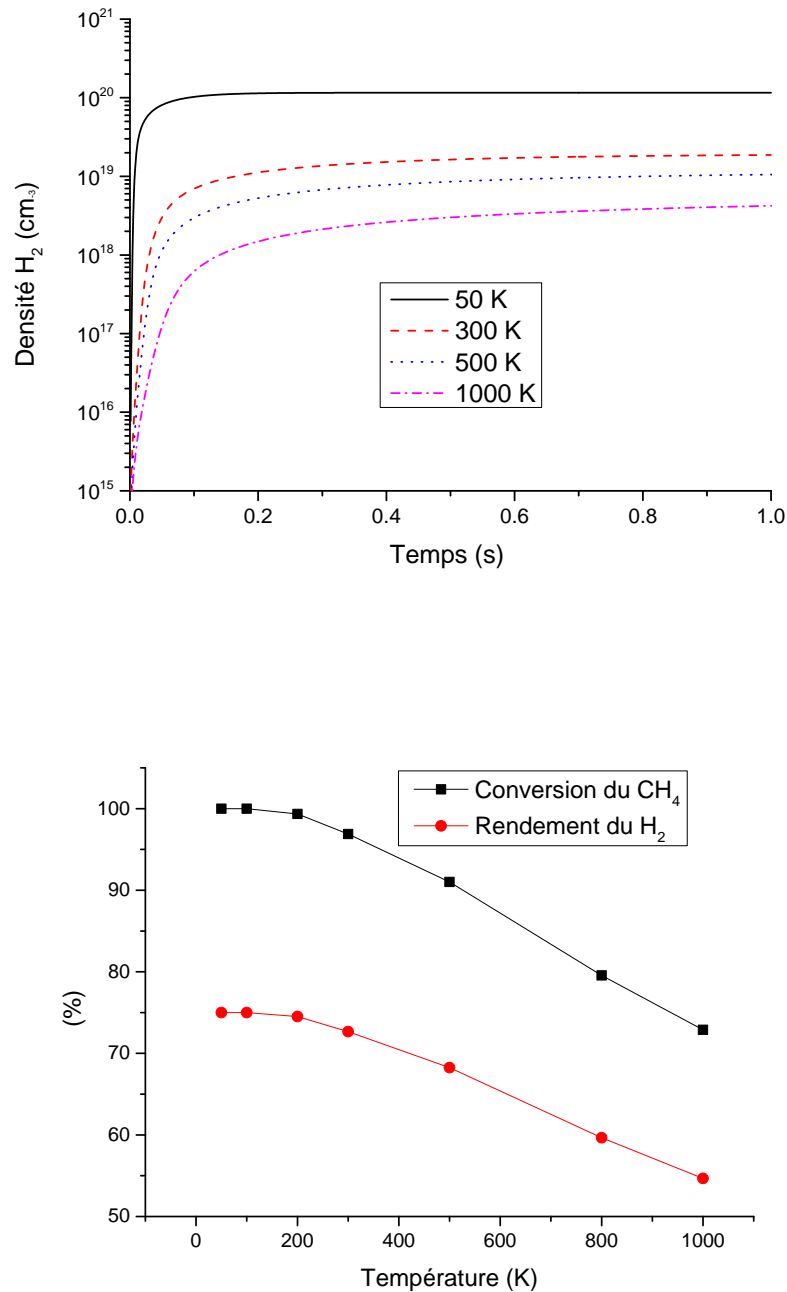 10²¹
10²⁰
10¹⁹
10¹⁸
10¹⁷
10¹⁶
10¹⁵
Densité H₂ (cm⁻³)
50 K
300 K
500 K
1000 K
0.0 0.2 0.4 0.6 0.8 1.0
Temps (s)
Conversion du CH₄
Rendement du H₂
100
90
80
70
60
50
(%)
0 200 400 600 800 1000
Température (K)